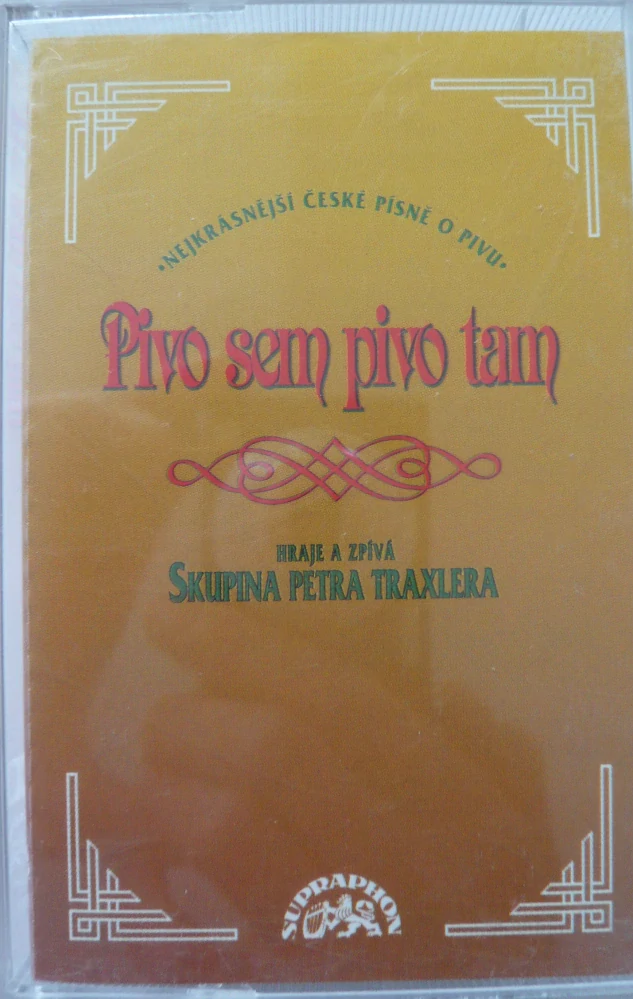 •NEJKRÁSNĚJŠÍ ČESKÉ PÍSNĚ O PIVU•
Pivo sem pivo tam
HRAJE A ZPÍVÁ
SKUPINA PETRA TRAXLERA
SUPRAPHON